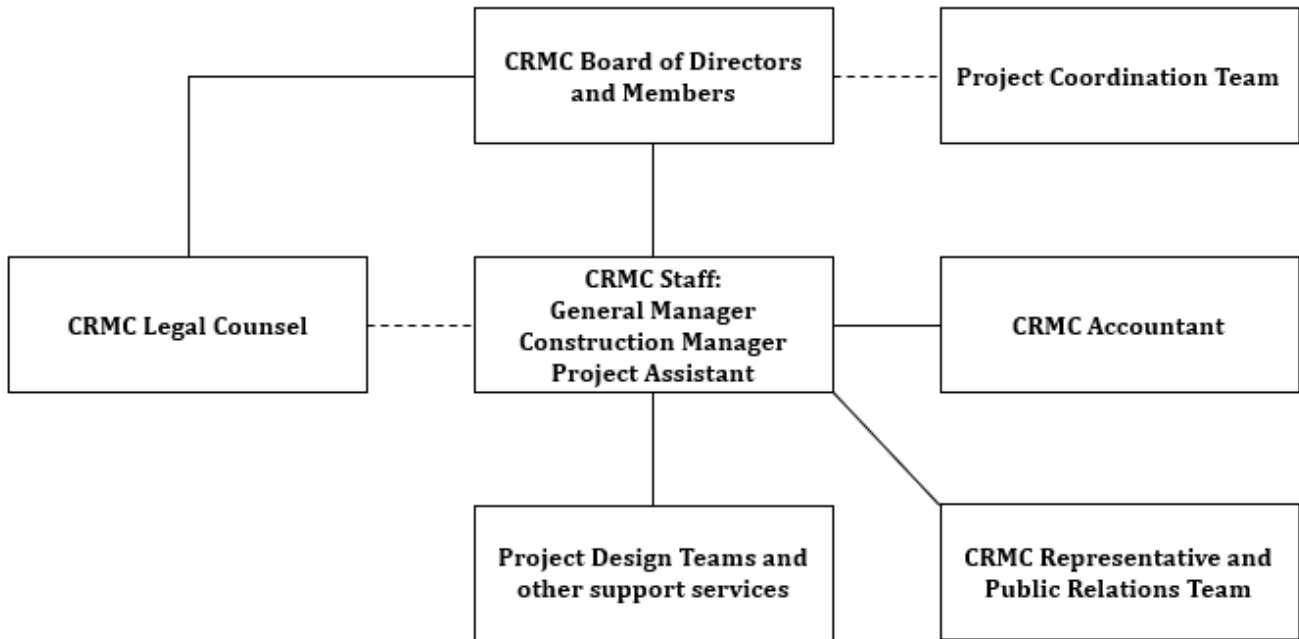 CRMC Board of Directors
and Members
Project Coordination Team
CRMC Legal Counsel
CRMC Staff:
General Manager
Construction Manager
Project Assistant
CRMC Accountant
Project Design Teams and
other support services
CRMC Representative and
Public Relations Team